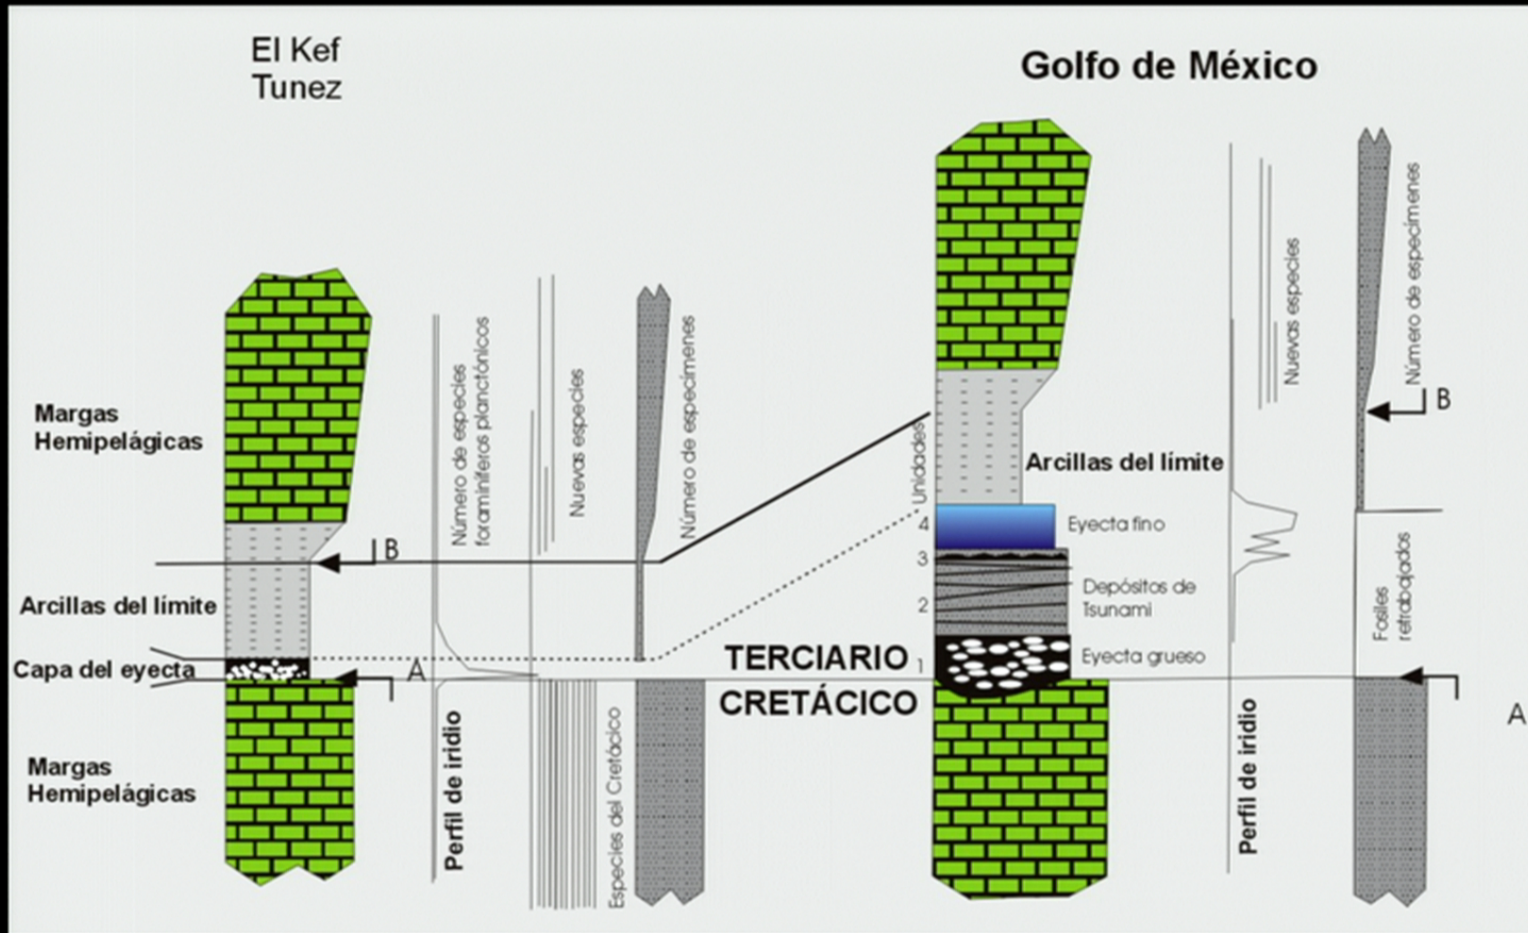 El Kef
Tunez
Golfo de México
Margas
Hemipelágicas
Arcillas del límite
Capa del eyecta
Margas
Hemipelágicas
B
A
Número de especies
foraminíferos planctónicos
Nuevas especies
Número de especímenes
Perfil de iridio
Especies del Cretácico
TERCIARIO
CRETÁCICO
Unidades
4
3
2
1
Arcillas del límite
Eyecta fino
Depósitos de
Tsunami
Eyecta grueso
Nuevas especies
Número de especímenes
B
Fosiles
retrabajados
Perfil de iridio
A